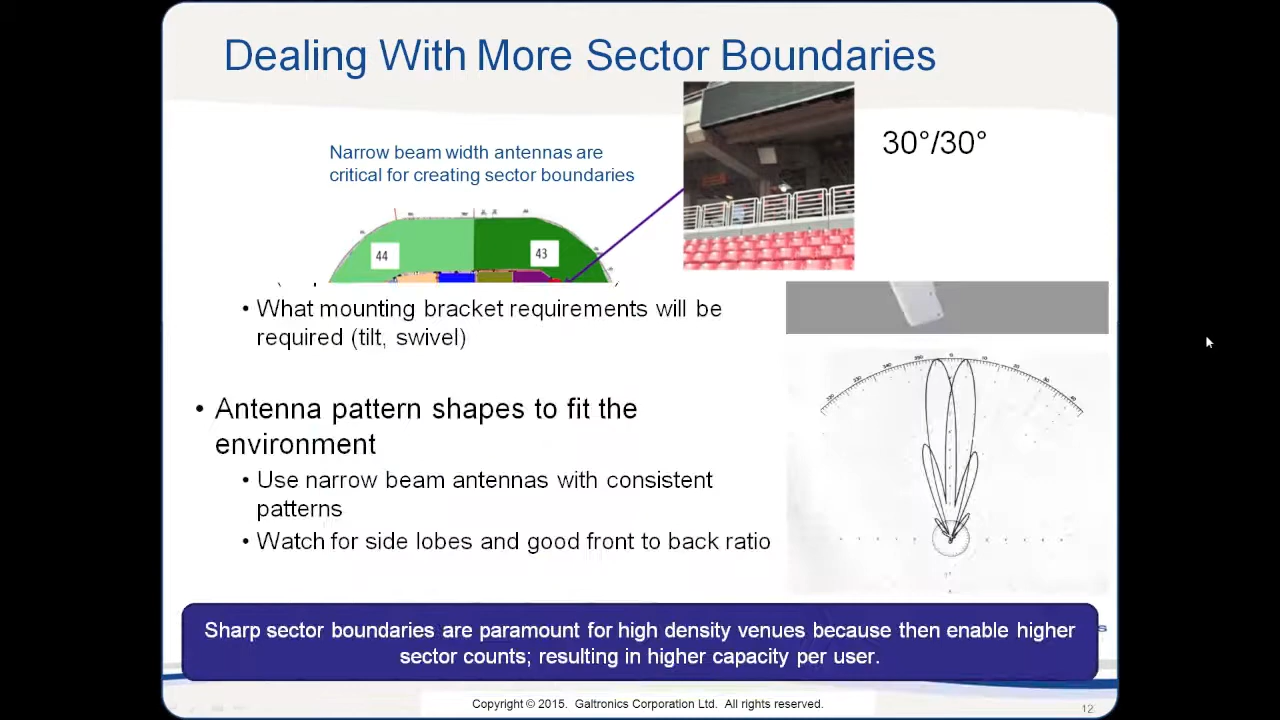 Dealing With More Sector Boundaries
Narrow beam width antennas are
critical for creating sector boundaries
30°/30°
44
43
• What mounting bracket requirements will be
required (tilt, swivel)
• Antenna pattern shapes to fit the
environment
• Use narrow beam antennas with consistent
patterns
• Watch for side lobes and good front to back ratio
Sharp sector boundaries are paramount for high density venues because then enable higher
sector counts; resulting in higher capacity per user.
Copyright © 2015. Galtronics Corporation Ltd. All rights reserved.
12